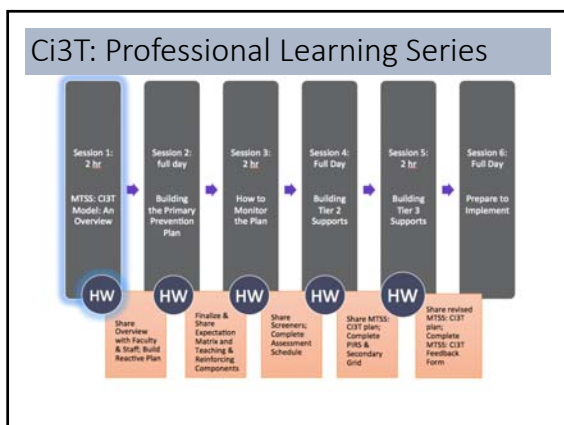 Ci3T: Professional Learning Series
Session 1:
2 hr
MTSS: CI3T
Model: An
Overview
Session 2:
full day
Building
the Primary
Prevention
Plan
Session 3:
2 hr
How to
Monitor
the Plan
Session 4:
Full Day
Building
Tier 2
Supports
Session 5:
2 hr
Building
Tier 3
Supports
Session 6:
Full Day
Prepare to
Implement
HW
HW
HW
HW
HW
Share
Overview
with Faculty
& Staff; Build
Reactive Plan
Finalize &
Share
Expectation
Matrix and
Teaching &
Reinforcing
Components
Share
Screeners;
Complete
Assessment
Schedule
Share MTSS:
CI3T plan;
Complete
PIRS &
Secondary
Grid
Share revised
MTSS: CI3T
plan;
Complete
MTSS: CI3T
Feedback
Form